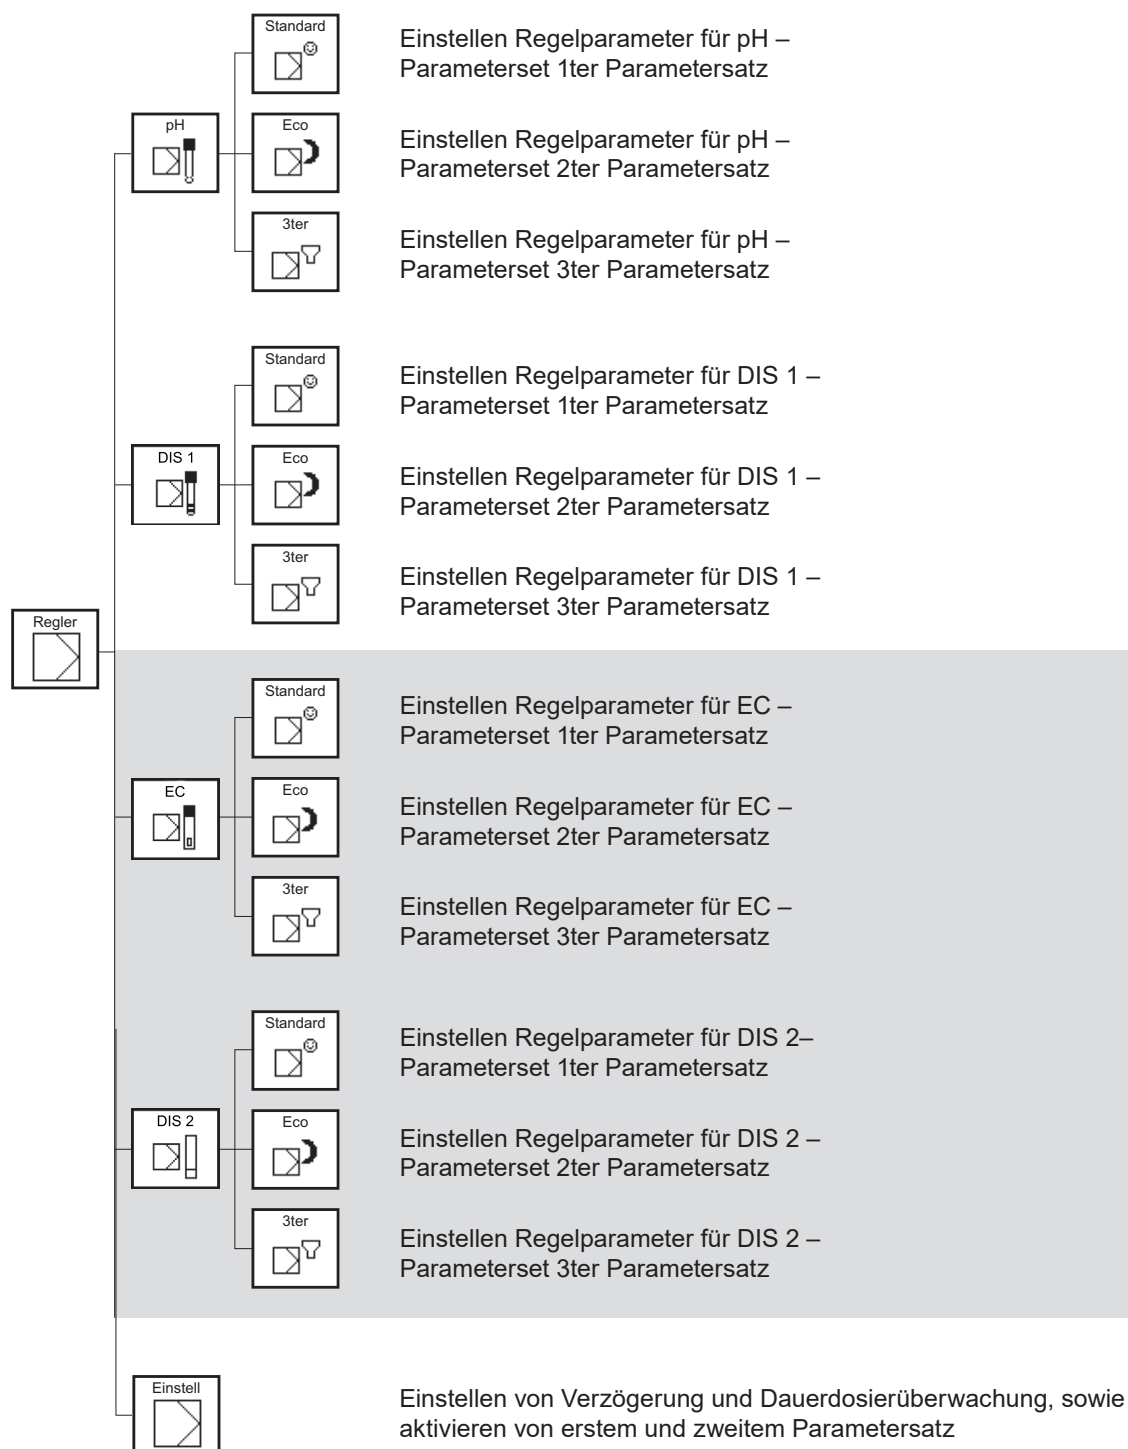 Standard
Einstellen Regelparameter für pH –
Parameterset 1ter Parametersatz
pH
Eco
Einstellen Regelparameter für pH –
Parameterset 2ter Parametersatz
3ter
Einstellen Regelparameter für pH –
Parameterset 3ter Parametersatz
Standard
Einstellen Regelparameter für DIS 1 –
Parameterset 1ter Parametersatz
DIS 1
Eco
Einstellen Regelparameter für DIS 1 –
Parameterset 2ter Parametersatz
3ter
Einstellen Regelparameter für DIS 1 –
Parameterset 3ter Parametersatz
Regler
Standard
Einstellen Regelparameter für EC –
Parameterset 1ter Parametersatz
EC
Eco
Einstellen Regelparameter für EC –
Parameterset 2ter Parametersatz
3ter
Einstellen Regelparameter für EC –
Parameterset 3ter Parametersatz
Standard
Einstellen Regelparameter für DIS 2–
Parameterset 1ter Parametersatz
DIS 2
Eco
Einstellen Regelparameter für DIS 2 –
Parameterset 2ter Parametersatz
3ter
Einstellen Regelparameter für DIS 2 –
Parameterset 3ter Parametersatz
Einstell
Einstellen von Verzögerung und Dauerdosierüberwachung, sowie
aktivieren von erstem und zweitem Parametersatz